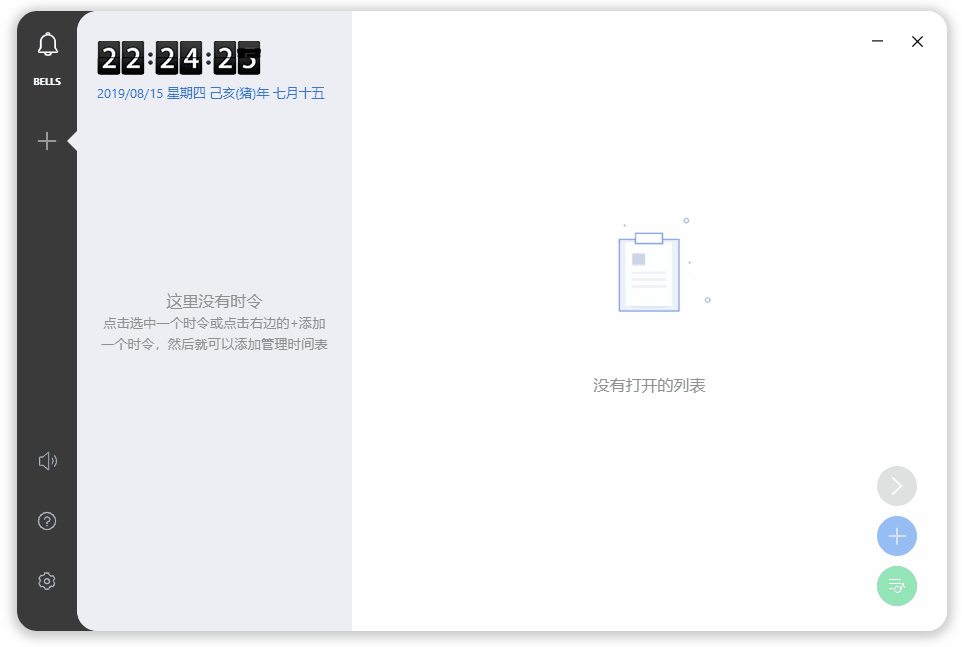 BELLS
22:24:25
2019/08/15 星期四 己亥(猪)年 七月十五
这里没有时令
点击选中一个时令或点击右边的+添加
一个时令，然后就可以添加管理时间表
没有打开的列表